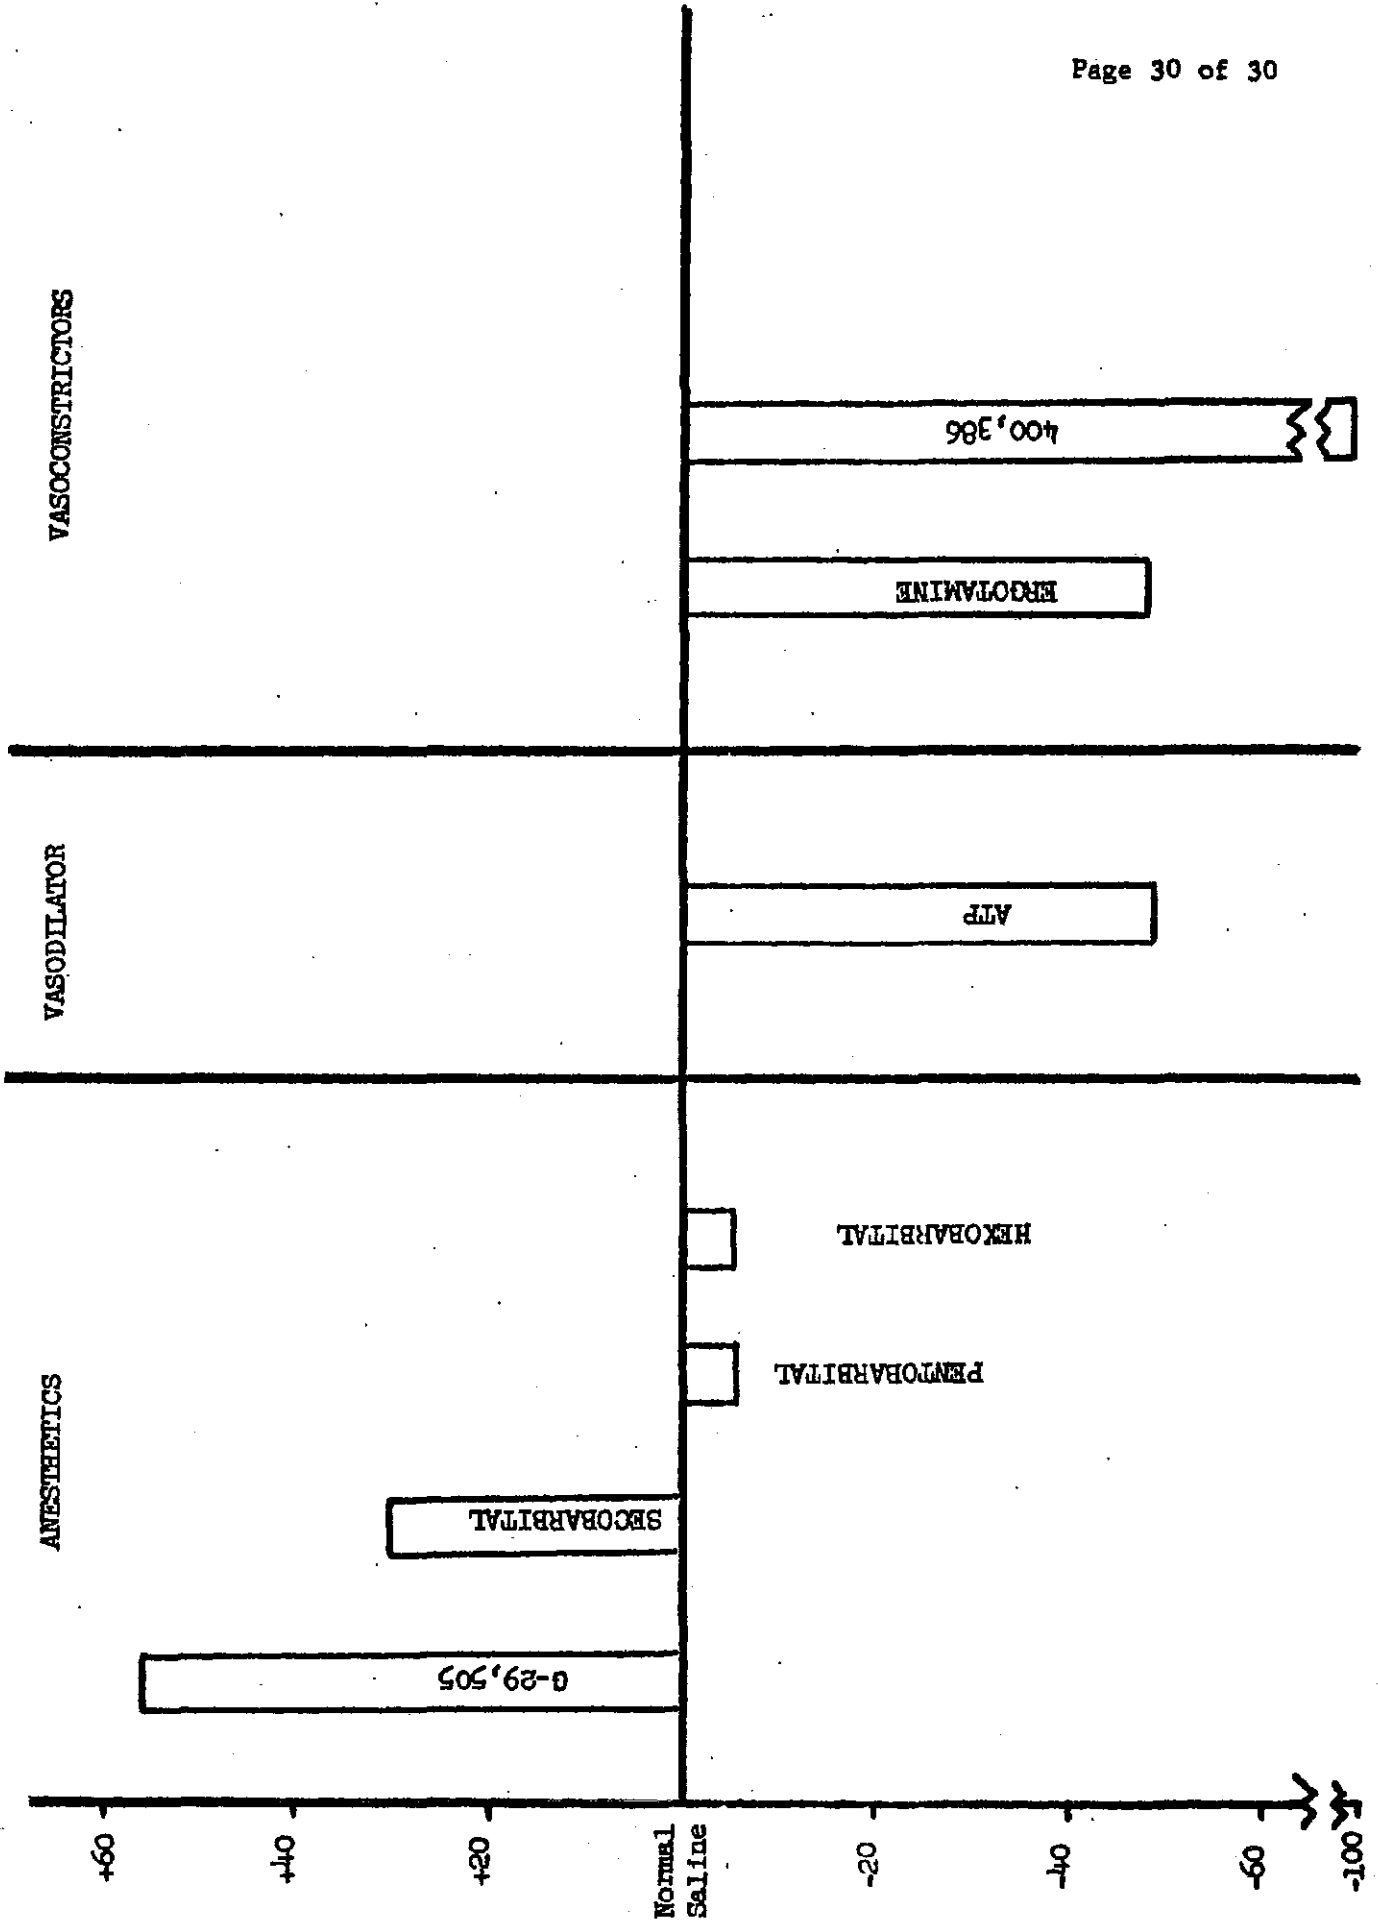 Page 30 of 30
ANESTHETICS
VASODILATOR
VASOCONSTRICTORS
+60
+40
+20
Normal
Saline
-20
-40
-60
-100
G-29,505
SECOBARBITAL
PENTOBARBITAL
HEXOBARBITAL
ATP
ERGOTAMINE
400,386